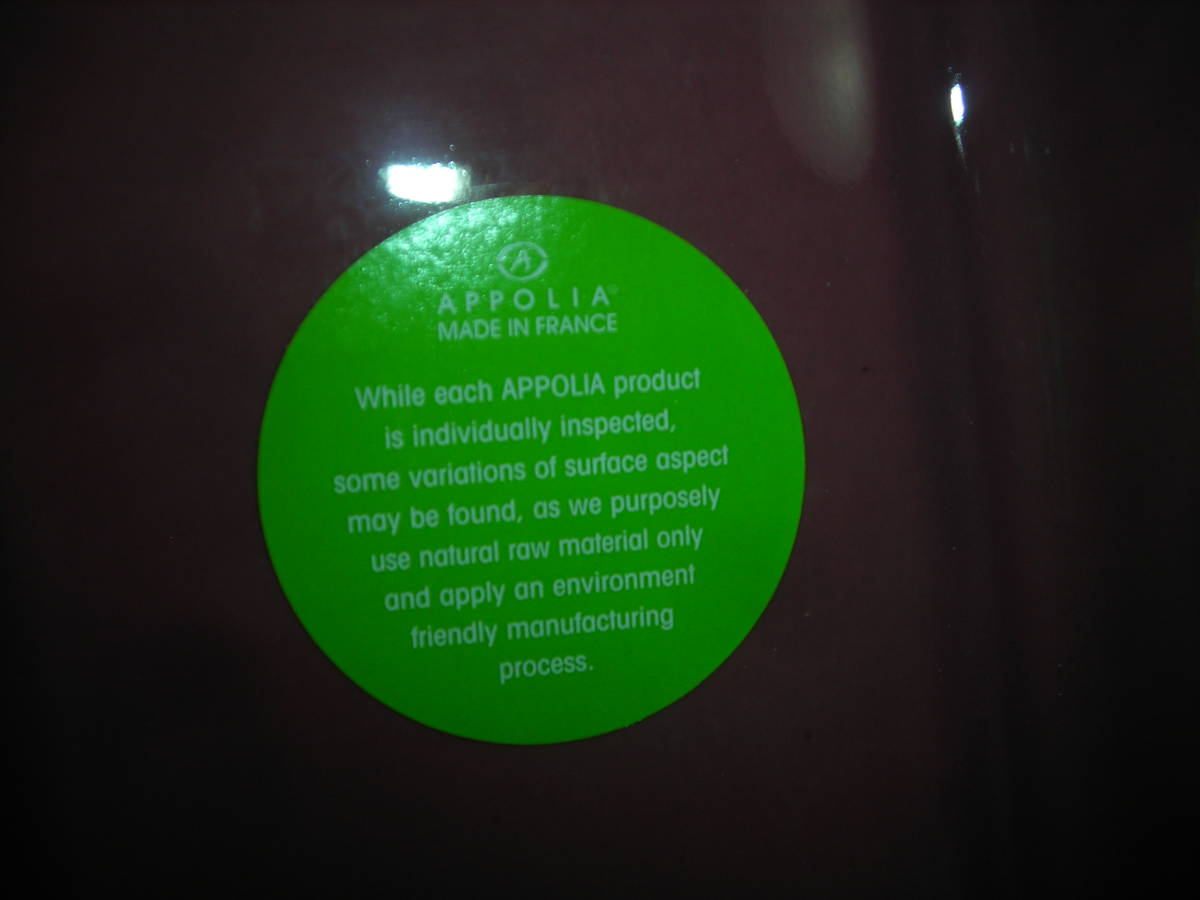 A
APPOLIA®
MADE IN FRANCE
While each APPOLIA product
is individually inspected,
some variations of surface aspect
may be found, as we purposely
use natural raw material only
and apply an environment
friendly manufacturing
process.